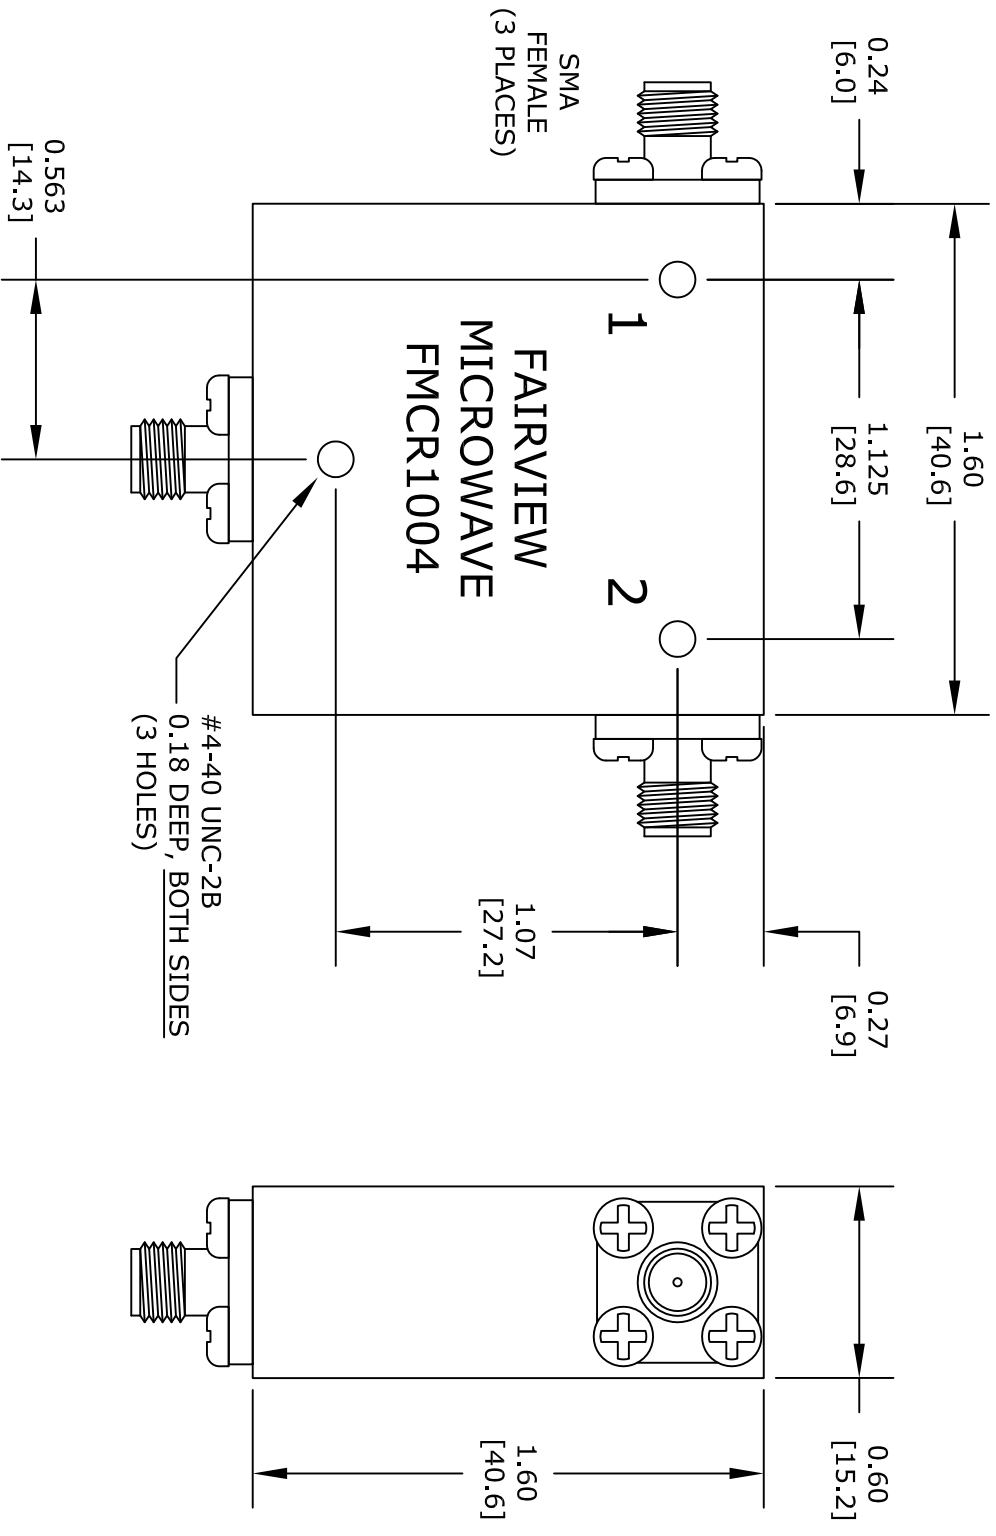 1.60
[40.6]
0.24
[6.0]
1.125
[28.6]
0.27
[6.9]
0.60
[15.2]
SMA
FEMALE
(3 PLACES)
1
2
FAIRVIEW
MICROWAVE
FMCR1004
1.07
[27.2]
1.60
[40.6]
#4-40 UNC-2B
0.18 DEEP, BOTH SIDES
(3 HOLES)
0.563
[14.3]